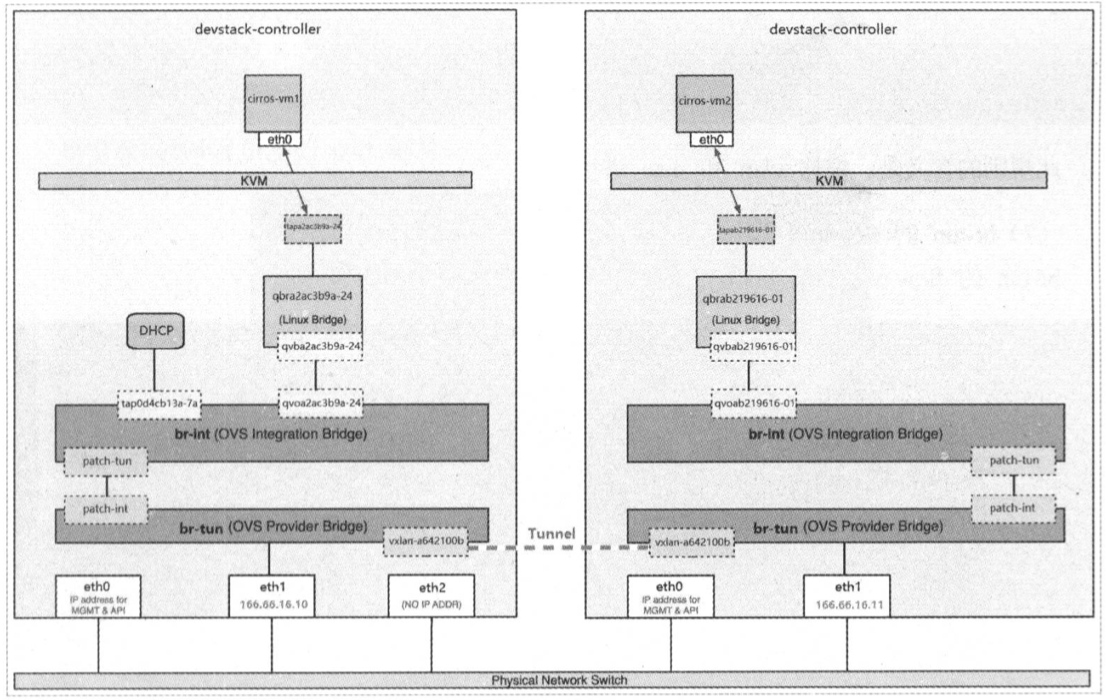 devstack-controller
cirros-vm1
eth0
KVM
tapa2ac3b9a-24
qbra2ac3b9a-24
(Linux Bridge)
qvba2ac3b9a-24
DHCP
tap0d4cb13a-7a
qvoa2ac3b9a-24
br-int (OVS Integration Bridge)
patch-tun
patch-int
br-tun (OVS Provider Bridge)
vxlan-a642100b
eth0
IP address for
MGMT & API
eth1
166.66.16.10
eth2
(NO IP ADDR)
Tunnel
devstack-controller
cirros-vm2
eth0
KVM
tapab219616-01
qbrab219616-01
(Linux Bridge)
qvbab219616-01
qvoab219616-01
br-int (OVS Integration Bridge)
patch-tun
patch-int
br-tun (OVS Provider Bridge)
vxlan-a642100b
eth0
IP address for
MGMT & API
eth1
166.66.16.11
Physical Network Switch